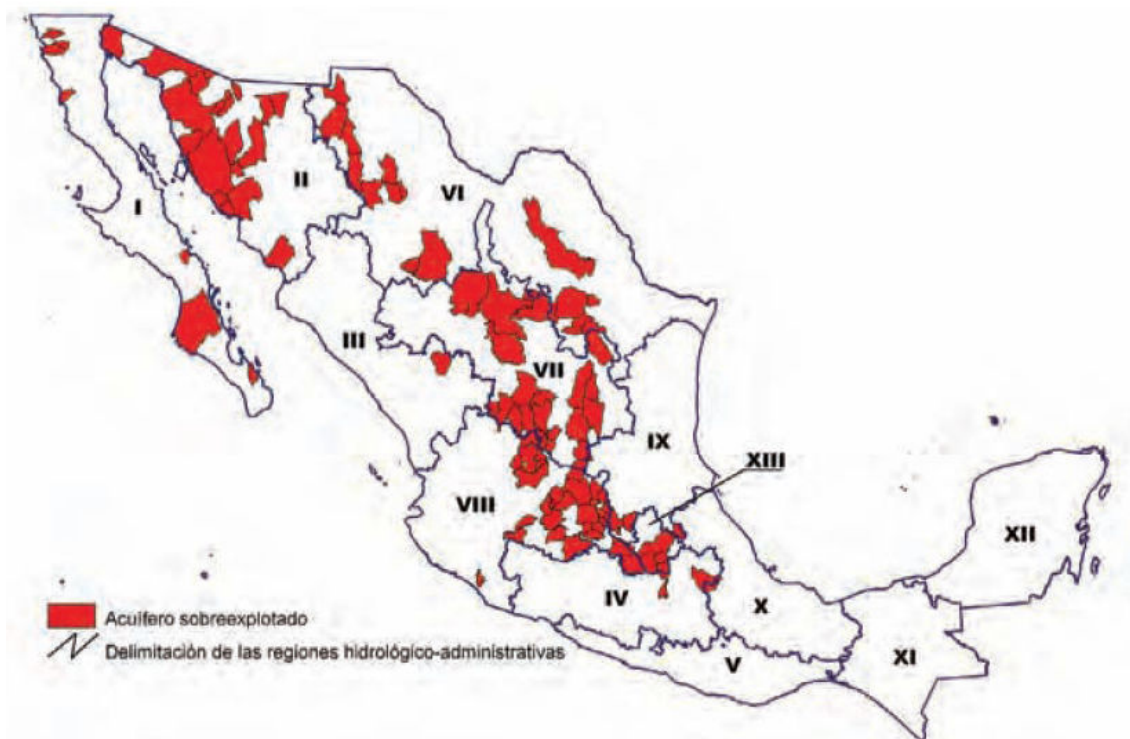 II
VI
I
III
VII
IX
XIII
VIII
XII
IV
X
XI
V
Acuífero sobreexplotado
Delimitación de las regiones hidrológico-administrativas